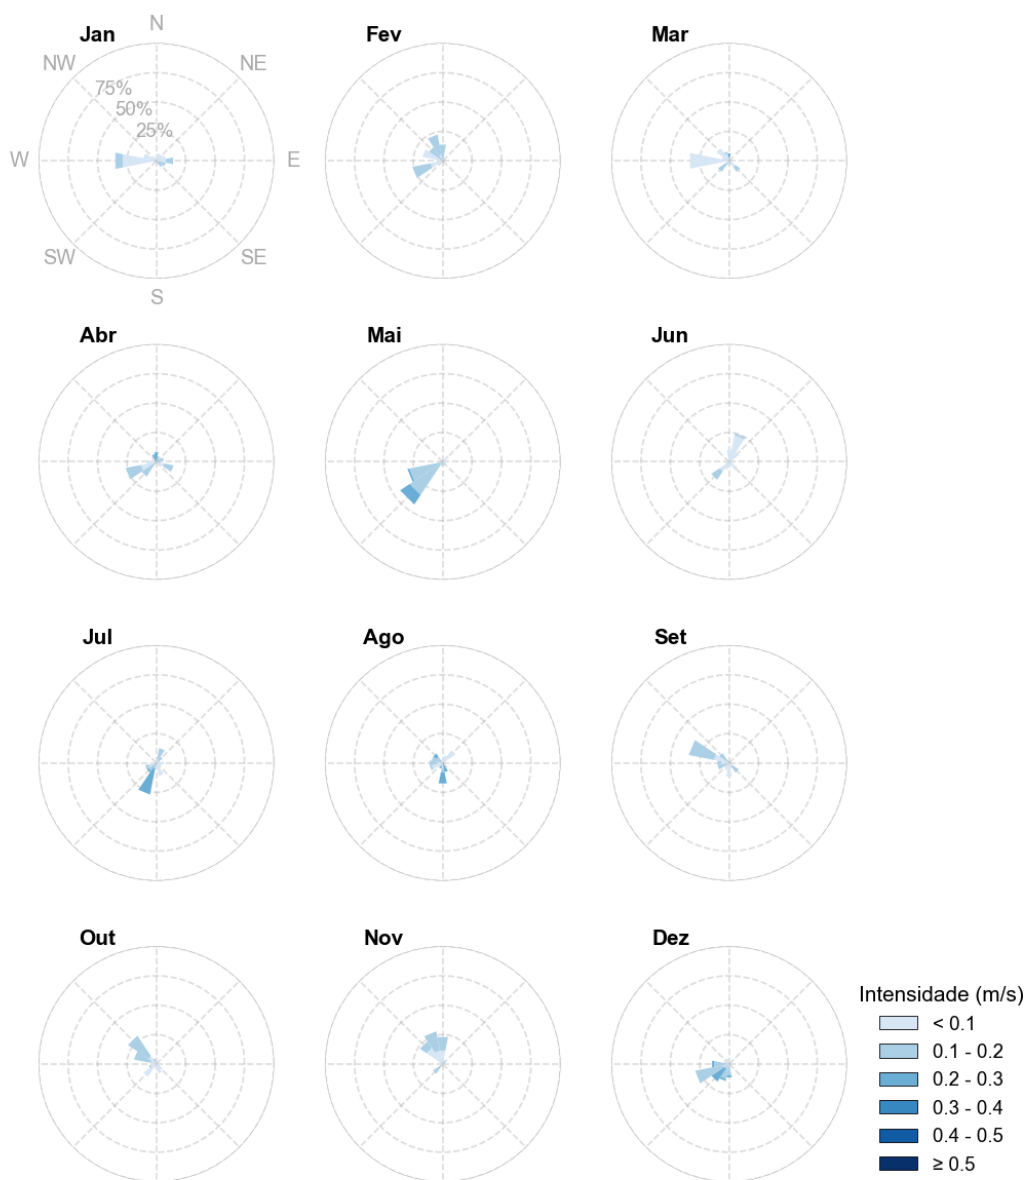 Jan
N
Fev
Mar
NW
NE
75%
50%
25%
W
E
SW
SE
S
Abr
Mai
Jun
Jul
Ago
Set
Out
Nov
Dez
Intensidade (m/s)
< 0.1
0.1 - 0.2
0.2 - 0.3
0.3 - 0.4
0.4 - 0.5
≥ 0.5